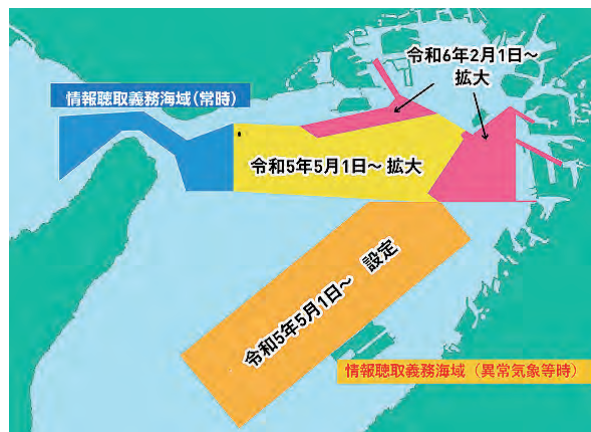 令和6年2月1日～
拡大
情報聴取義務海域(常時)
令和5年5月1日～拡大
令和5年5月1日～ 設定
情報聴取義務海域（異常気象等時）